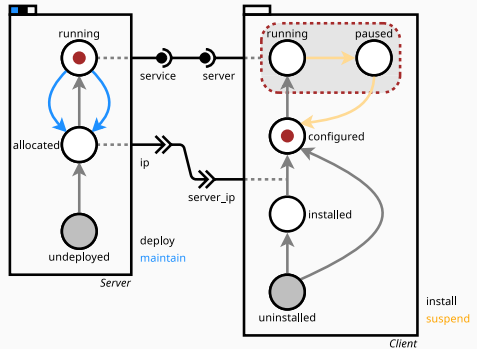 running
allocated
undeployed
Server
deploy
maintain
service
server
ip
server_ip
running
paused
configured
installed
uninstalled
Client
install
suspend